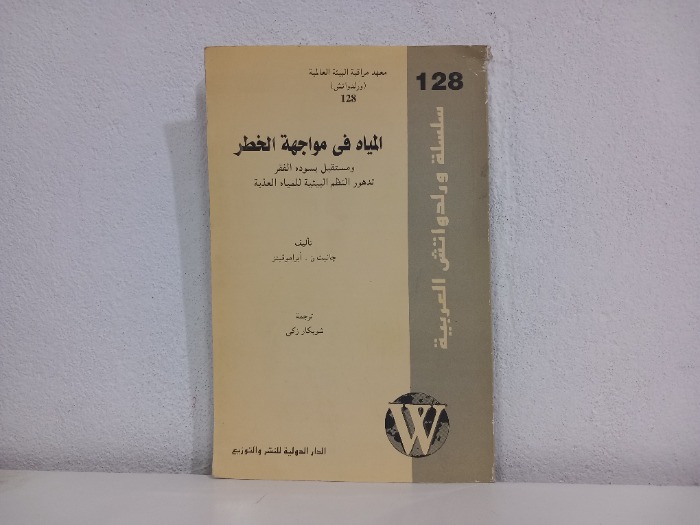 معهد مراقبة البيئة العالمية
(ورلدواتش)
128
المياه فى مواجهة الخطر
ومستقبل يسوده الفقر
تدهور النظم البيئية للمياه العذبة
تأليف
جانيت ن . أبراموفيتز
ترجمة
شويكار زكى
الدار الدولية للنشر والتوزيع
128
سلسلة ورلدواتش العربية
W